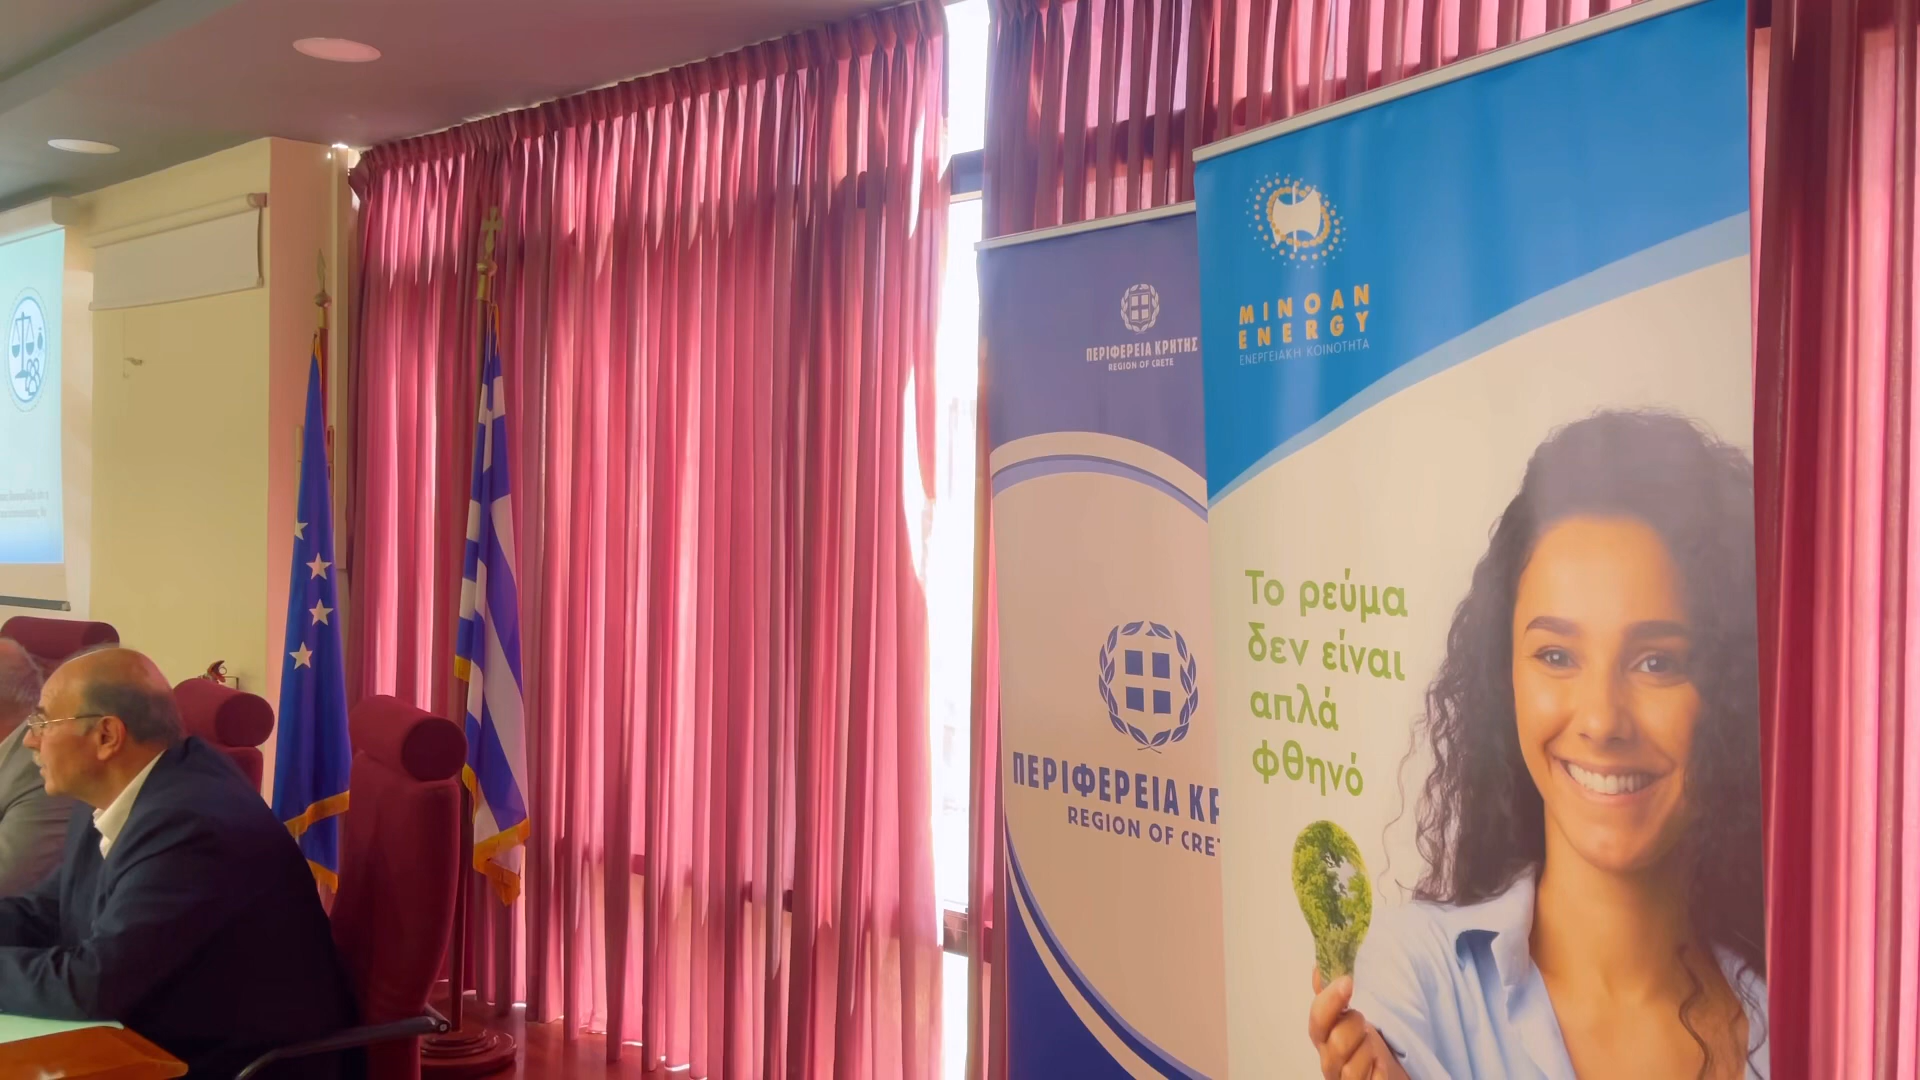 ΠΕΡΙΦΕΡΕΙΑ ΚΡΗΤΗΣ
REGION OF CRETE
ΠΕΡΙΦΕΡΕΙΑ ΚΡ
REGION OF CRE
MINOAN
ENERGY
ΕΝΕΡΓΕΙΑΚΗ ΚΟΙΝΟΤΗΤΑ
Το ρεύμα
δεν είναι
απλά
φθηνό